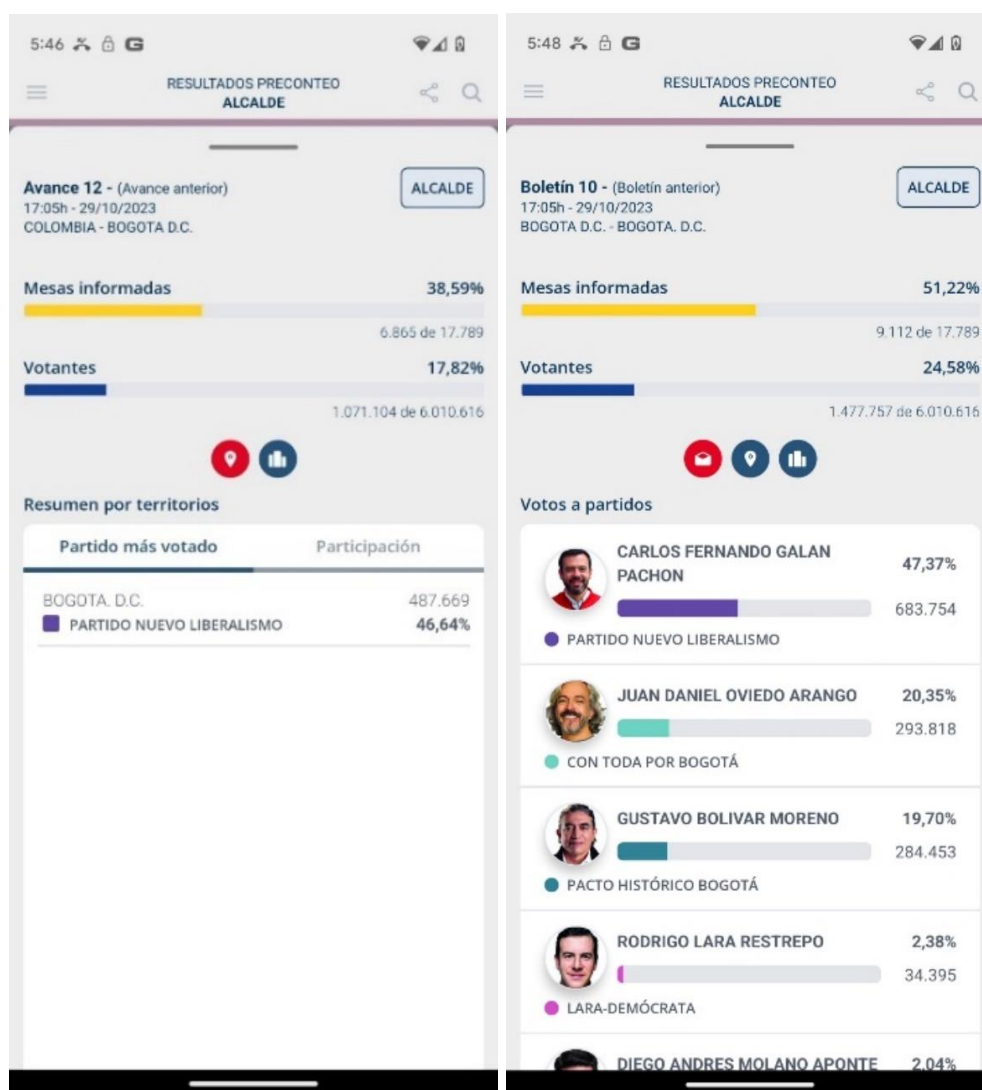 5:46
RESULTADOS PRECONTEO
ALCALDE
Avance 12 - (Avance anterior)
17:05h - 29/10/2023
COLOMBIA - BOGOTA D.C.
ALCALDE
Mesas informadas 38,59%
6.865 de 17.789
Votantes 17,82%
1.071.104 de 6.010.616
Resumen por territorios
Partido más votado Participación
BOGOTA. D.C. 487.669
PARTIDO NUEVO LIBERALISMO 46,64%
5:48
RESULTADOS PRECONTEO
ALCALDE
Boletín 10 - (Boletín anterior)
17:05h - 29/10/2023
BOGOTA D.C. - BOGOTA. D.C.
ALCALDE
Mesas informadas 51,22%
9.112 de 17.789
Votantes 24,58%
1.477.757 de 6.010.616
Votos a partidos
CARLOS FERNANDO GALAN
PACHON
47,37%
683.754
PARTIDO NUEVO LIBERALISMO
JUAN DANIEL OVIEDO ARANGO 20,35%
293.818
CON TODA POR BOGOTÁ
GUSTAVO BOLIVAR MORENO 19,70%
284.453
PACTO HISTÓRICO BOGOTÁ
RODRIGO LARA RESTREPO 2,38%
34.395
LARA-DEMÓCRATA
DIEGO ANDRES MOLANO APONTE 2,04%